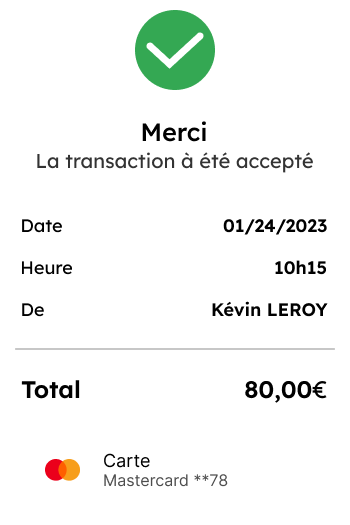 Merci
La transaction à été accepté
Date 01/24/2023
Heure 10h15
De Kévin LEROY
Total 80,00€
Carte
Mastercard **78